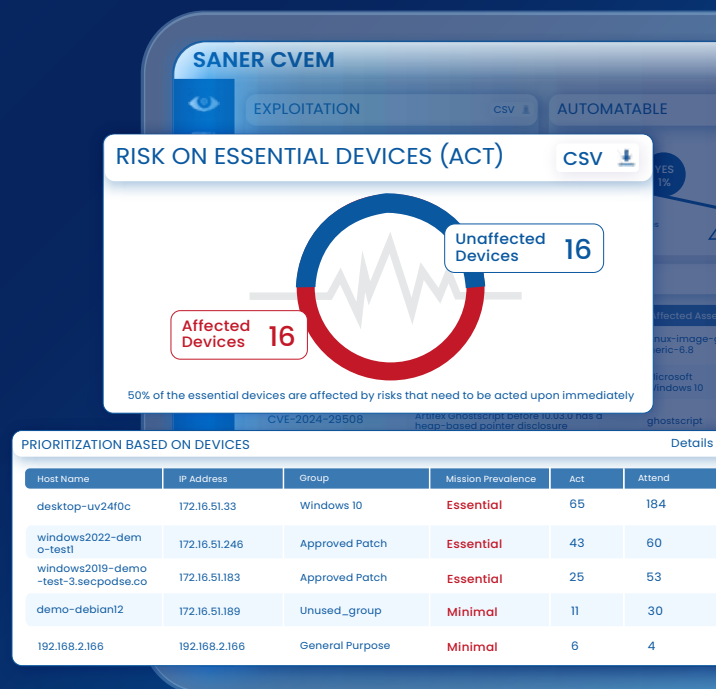 SANER CVEM
EXPLOITATION
CSV
AUTOMATABLE
RISK ON ESSENTIAL DEVICES (ACT)
CSV
YES
1%
Unaffected
Devices
16
Affected
Devices
16
Affected Asse
nux-image-g
eric-6.8
Microsoft
Windows 10
50% of the essential devices are affected by risks that need to be acted upon immediately
CVE-2024-29508
Artifex Ghostscript before 10.03.0 has a
heap-based pointer disclosure
ghostscript
PRIORITIZATION BASED ON DEVICES
Details
Host Name IP Address Group Mission Prevalence Act Attend
desktop-uv24f0c 172.16.51.33 Windows 10 Essential 65 184
windows2022-dem
o-test1 172.16.51.246 Approved Patch Essential 43 60
windows2019-demo
-test-3.secpodse.co 172.16.51.183 Approved Patch Essential 25 53
demo-debian12 172.16.51.189 Unused_group Minimal 11 30
192.168.2.166 192.168.2.166 General Purpose Minimal 6 4